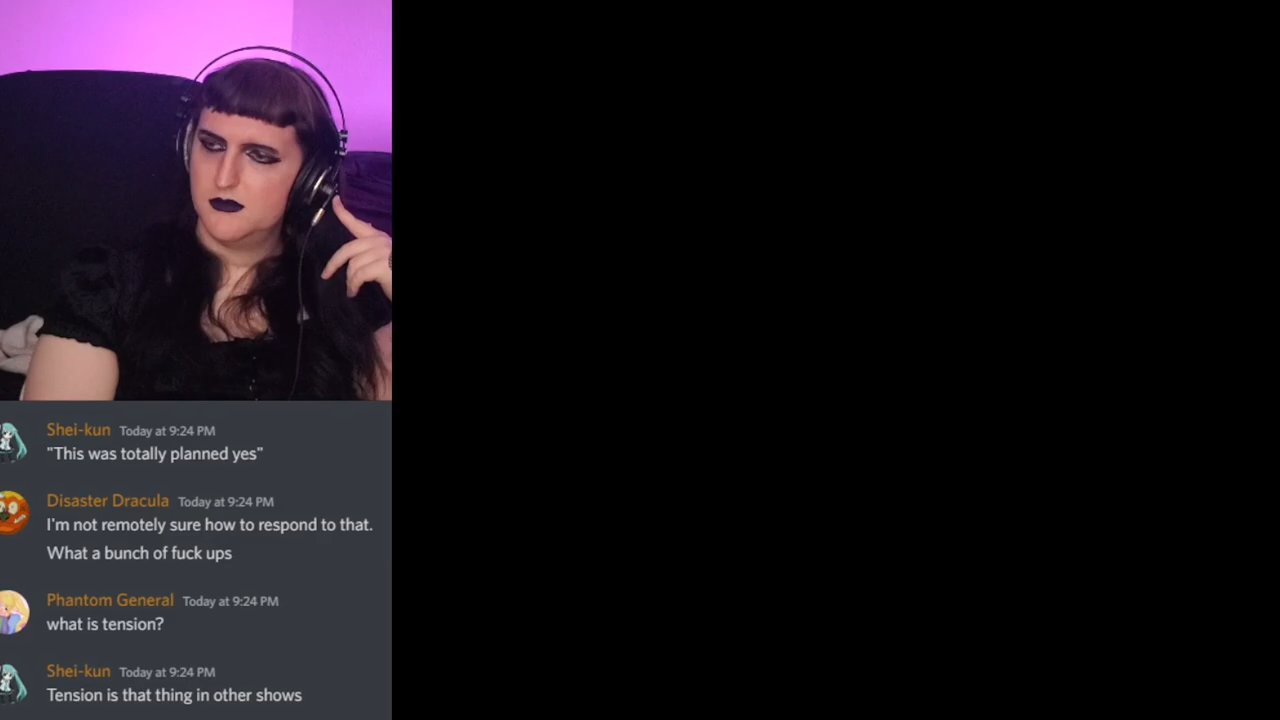 Shei-kun Today at 9:24 PM
"This was totally planned yes"
Disaster Dracula Today at 9:24 PM
I'm not remotely sure how to respond to that.
What a bunch of fuck ups
Phantom General Today at 9:24 PM
what is tension?
Shei-kun Today at 9:24 PM
Tension is that thing in other shows